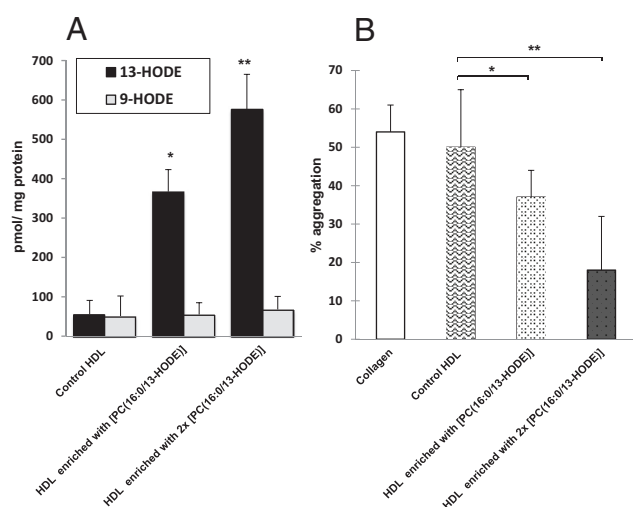 A
B
700
600
500
400
300
200
100
0
pmol/ mg protein
13-HODE
9-HODE
*
**
Control HDL
HDL enriched with [PC(16:0/13-HODE)]
HDL enriched with 2x [PC(16:0/13-HODE)]
70
60
50
40
30
20
10
0
% aggregation
*
**
Collagen
Control HDL
HDL enriched with [PC(16:0/13-HODE)]
HDL enriched with 2x [PC(16:0/13-HODE)]